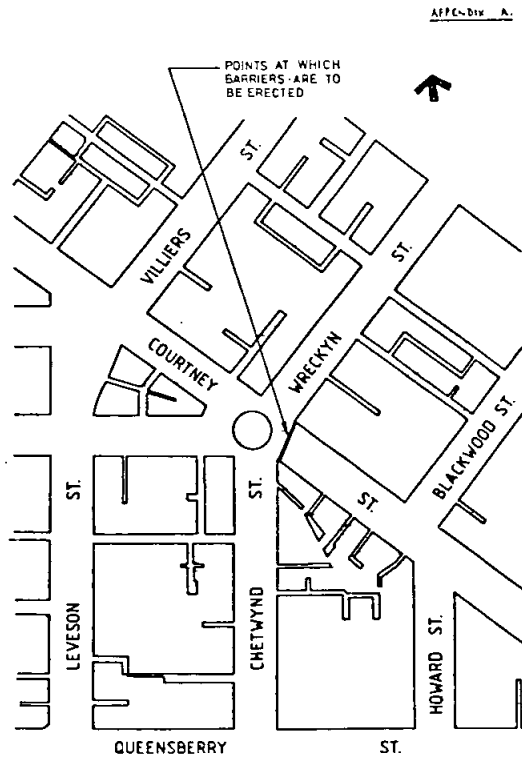 APPENDIX A.
POINTS AT WHICH
BARRIERS ARE TO
BE ERECTED
ST.
VILLIERS
ST.
COURTNEY
WRECKYN
BLACKWOOD ST.
ST.
ST.
ST.
LEVESON
CHETWYND
HOWARD ST.
QUEENSBERRY
ST.